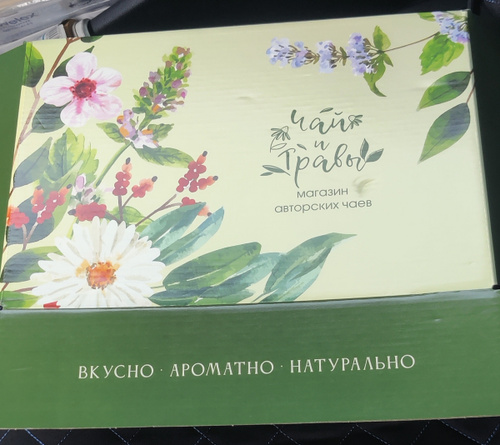 Чай
и
Травы
магазин
авторских чаев
ВКУСНО · АРОМАТНО · НАТУРАЛЬНО